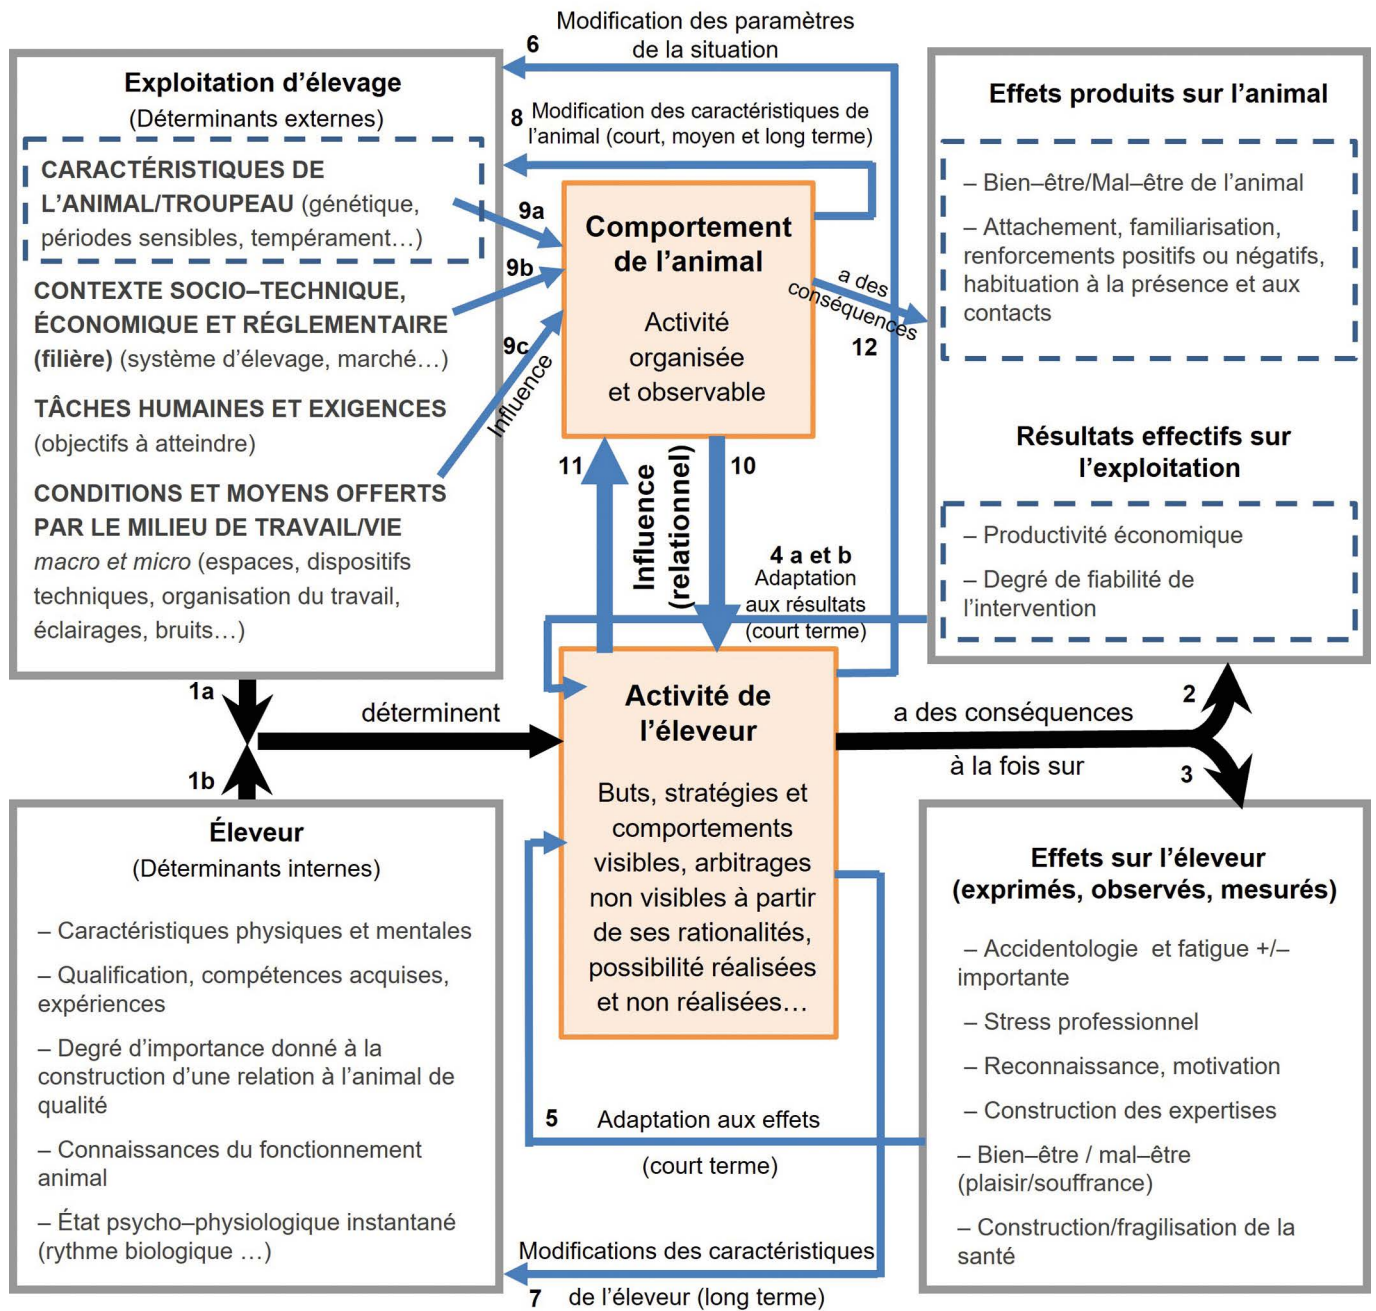 Modification des paramètres
de la situation
6
Exploitation d’élevage
(Déterminants externes)
CARACTÉRISTIQUES DE
L’ANIMAL/TROUPEAU (génétique,
périodes sensibles, tempérament…)
CONTEXTE SOCIO–TECHNIQUE,
ÉCONOMIQUE ET RÉGLEMENTAIRE
(filière) (système d’élevage, marché…)
TÂCHES HUMAINES ET EXIGENCES
(objectifs à atteindre)
CONDITIONS ET MOYENS OFFERTS
PAR LE MILIEU DE TRAVAIL/VIE
macro et micro (espaces, dispositifs
techniques, organisation du travail,
éclairages, bruits…)
8
Modification des caractéristiques de
l’animal (court, moyen et long terme)
9a
9b
9c
Influence
Comportement
de l’animal
Activité
organisée
et observable
a des
conséquences
12
Effets produits sur l’animal
– Bien–être/Mal–être de l’animal
– Attachement, familiarisation,
renforcements positifs ou négatifs,
habituation à la présence et aux
contacts
Résultats effectifs sur
l’exploitation
– Productivité économique
– Degré de fiabilité de
l’intervention
11
Influence
(relationnel)
10
4 a et b
Adaptation
aux résultats
(court terme)
1a
déterminent
1b
Activité de
l’éleveur
Buts, stratégies et
comportements
visibles, arbitrages
non visibles à partir
de ses rationalités,
possibilité réalisées
et non réalisées…
a des conséquences
à la fois sur
2
3
Éleveur
(Déterminants internes)
– Caractéristiques physiques et mentales
– Qualification, compétences acquises,
expériences
– Degré d’importance donné à la
construction d’une relation à l’animal de
qualité
– Connaissances du fonctionnement
animal
– État psycho–physiologique instantané
(rythme biologique …)
5
Adaptation aux effets
(court terme)
Modifications des caractéristiques
7
de l’éleveur (long terme)
Effets sur l’éleveur
(exprimés, observés, mesurés)
– Accidentologie et fatigue +/–
importante
– Stress professionnel
– Reconnaissance, motivation
– Construction des expertises
– Bien–être / mal–être
(plaisir/souffrance)
– Construction/fragilisation de la
santé